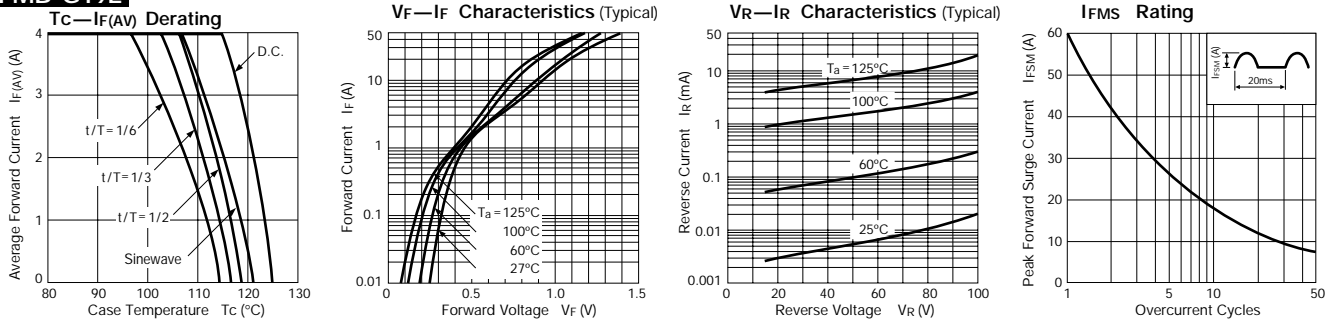 Tc—IF(AV) Derating
Average Forward Current IF(AV) (A)
4
3
2
1
0
D.C.
t/T=1/6
t/T=1/3
t/T=1/2
Sinewave
80 90 100 110 120 130
Case Temperature Tc (°C)
VF—IF Characteristics (Typical)
Forward Current IF (A)
50
10
1
0.1
0.01
Ta=125°C
100°C
60°C
27°C
0 0.5 1.0 1.5
Forward Voltage VF (V)
VR—IR Characteristics (Typical)
Reverse Current IR (mA)
50
10
1
0.1
0.01
0.001
Ta=125°C
100°C
60°C
25°C
0 20 40 60 80 100
Reverse Voltage VR (V)
IFMS Rating
Peak Forward Surge Current IFSM (A)
60
50
40
30
20
10
0
IFSM (A)
20ms
1 5 10 50
Overcurrent Cycles